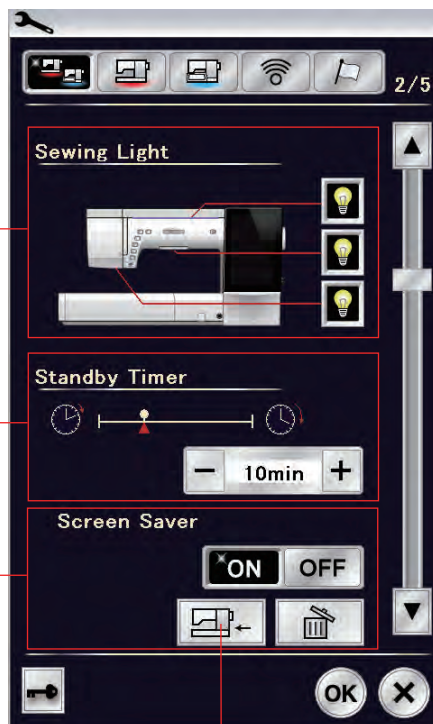 2/5
Sewing Light
Standby Timer
10min
Screen Saver
ON OFF
OK